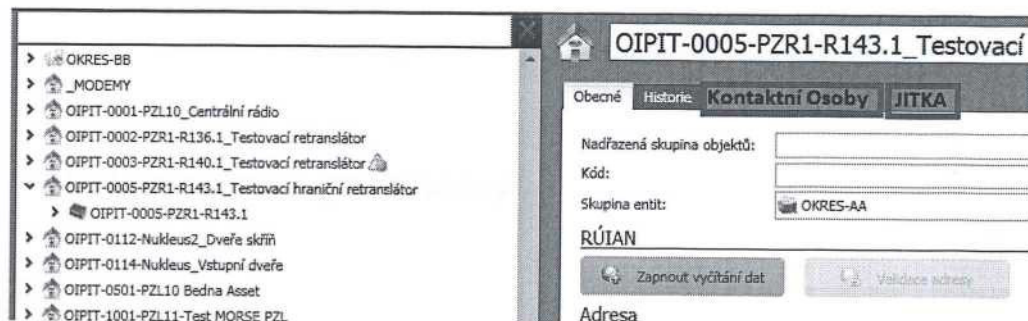 OKRES-BB
_MODEMY
OIPIT-0001-PZL10_Centrální rádio
OIPIT-0002-PZR1-R136.1_Testovací retranslátor
OIPIT-0003-PZR1-R140.1_Testovací retranslátor
OIPIT-0005-PZR1-R143.1_Testovací hraniční retranslátor
OIPIT-0005-PZR1-R143.1
OIPIT-0112-Nukleus2_Dveře skříň
OIPIT-0114-Nukleus_Vstupní dveře
OIPIT-0501-PZL10 Bedna Asset
OIPIT-1001-PZL11-Test MORSE PZL
OIPIT-0005-PZR1-R143.1_Testovací
Obecné Historie Kontaktní Osoby JITKA
Nadřazená skupina objektů:
Kód:
Skupina entit: OKRES-AA
RÚIAN
Zapnout vyčítání dat Validace adresy
Adresa